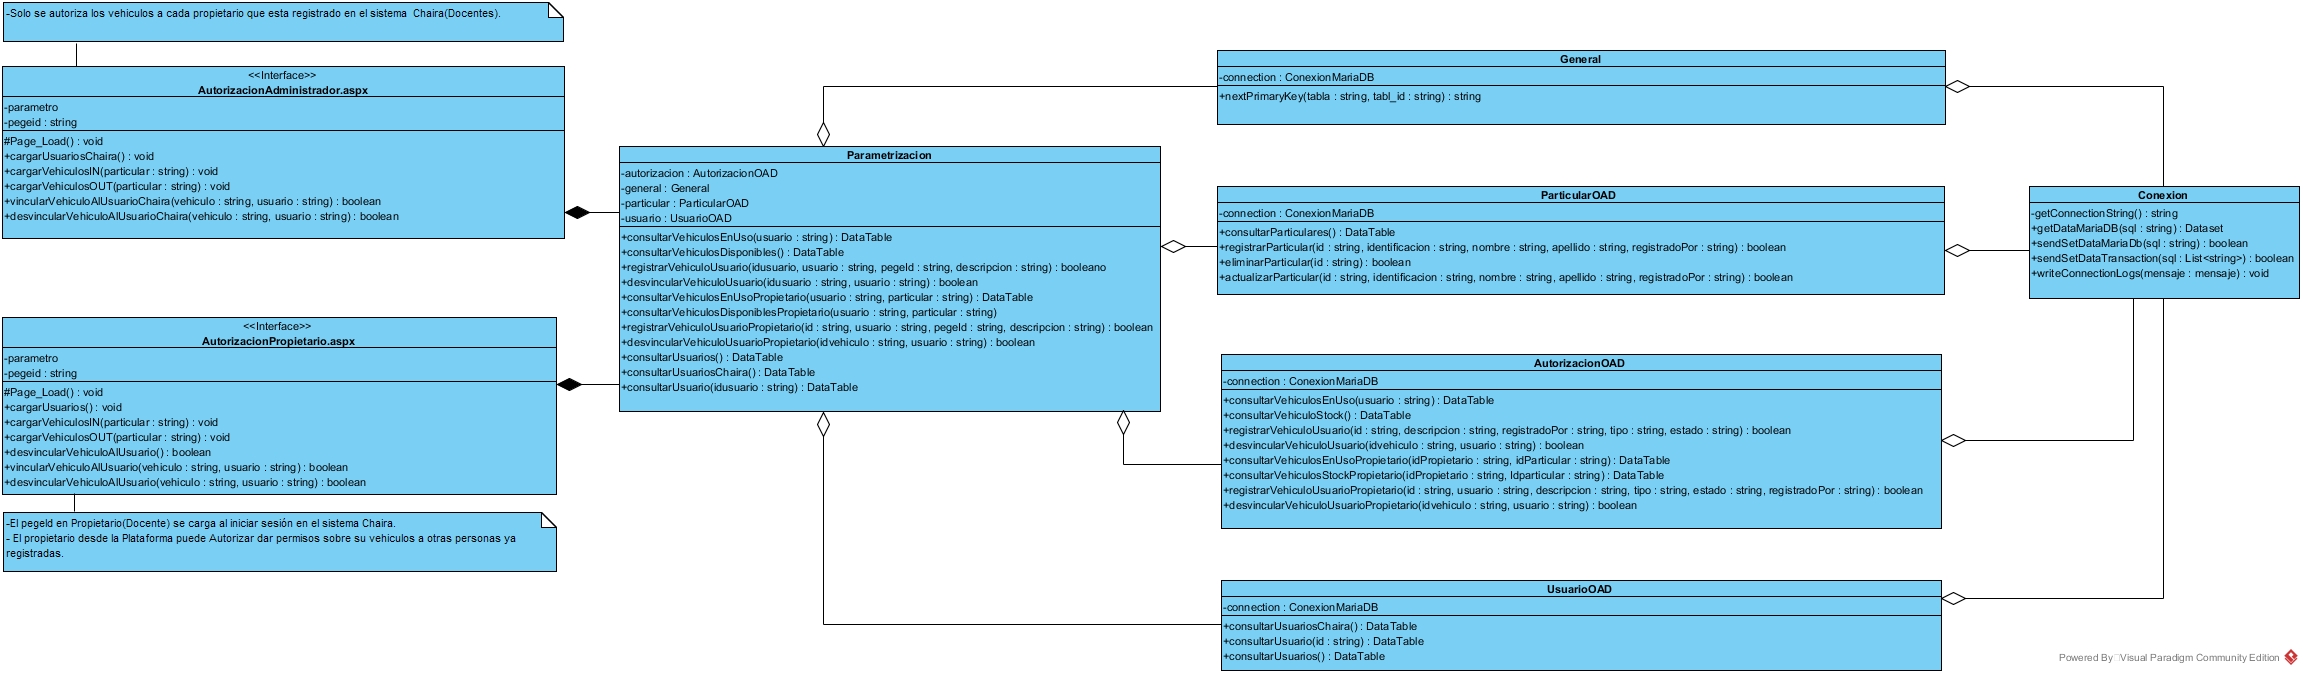 -Solo se autoriza los vehiculos a cada propietario que esta registrado en el sistema  Chaira(Docentes).
<<Interface>>
AutorizacionAdministrador.aspx
-parametro
-pegeid : string
#Page_Load() : void
+cargarUsuariosChaira() : void
+cargarVehiculosIN(particular : string) : void
+cargarVehiculosOUT(particular : string) : void
+vincularVehiculoAlUsuarioChaira(vehiculo : string, usuario : string) : boolean
+desvincularVehiculoAlUsuarioChaira(vehiculo : string, usuario : string) : boolean
<<Interface>>
AutorizacionPropietario.aspx
-parametro
-pegeid : string
#Page_Load() : void
+cargarUsuarios() : void
+cargarVehiculosIN(particular : string) : void
+cargarVehiculosOUT(particular : string) : void
+desvincularVehiculoAlUsuario() : boolean
+vincularVehiculoAlUsuario(vehiculo : string, usuario : string) : boolean
+desvincularVehiculoAlUsuario(vehiculo : string, usuario : string) : boolean
-El pegeId en Propietario(Docente) se carga al iniciar sesión en el sistema Chaira.
- El propietario desde la Plataforma puede Autorizar dar permisos sobre su vehiculos a otras personas ya
registradas.
Parametrizacion
-autorizacion : AutorizacionOAD
-general : General
-particular : ParticularOAD
-usuario : UsuarioOAD
+consultarVehiculosEnUso(usuario : string) : DataTable
+consultarVehiculosDisponibles() : DataTable
+registrarVehiculoUsuario(idusuario, usuario : string, pegeId : string, descripcion : string) : booleano
+desvincularVehiculoUsuario(idusuario : string, usuario : string) : boolean
+consultarVehiculosEnUsoPropietario(usuario : string, particular : string) : DataTable
+consultarVehiculosDisponiblesPropietario(usuario : string, particular : string)
+registrarVehiculoUsuarioPropietario(id : string, usuario : string, pegeId : string, descripcion : string) : boolean
+desvincularVehiculoUsuarioPropietario(idvehiculo : string, usuario : string) : boolean
+consultarUsuarios() : DataTable
+consultarUsuariosChaira() : DataTable
+consultarUsuario(idusuario : string) : DataTable
General
-connection : ConexionMariaDB
+nextPrimaryKey(tabla : string, tabl_id : string) : string
ParticularOAD
-connection : ConexionMariaDB
+consultarParticulares() : DataTable
+registrarParticular(id : string, identificacion : string, nombre : string, apellido : string, registradoPor : string) : boolean
+eliminarParticular(id : string) : boolean
+actualizarParticular(id : string, identificacion : string, nombre : string, apellido : string, registradoPor : string) : boolean
AutorizacionOAD
-connection : ConexionMariaDB
+consultarVehiculosEnUso(usuario : string) : DataTable
+consultarVehiculoStock() : DataTable
+registrarVehiculoUsuario(id : string, descripcion : string, registradoPor : string, tipo : string, estado : string) : boolean
+desvincularVehiculoUsuario(idvehiculo : string, usuario : string) : boolean
+consultarVehiculosEnUsoPropietario(idPropietario : string, idParticular : string) : DataTable
+consultarVehiculosStockPropietario(idPropietario : string, Idparticular : string) : DataTable
+registrarVehiculoUsuarioPropietario(id : string, usuario : string, descripcion : string, tipo : string, estado : string, registradoPor : string) : boolean
+desvincularVehiculoUsuarioPropietario(idvehiculo : string, usuario : string) : boolean
UsuarioOAD
-connection : ConexionMariaDB
+consultarUsuariosChaira() : DataTable
+consultarUsuario(id : string) : DataTable
+consultarUsuarios() : DataTable
Conexion
-getConnectionString() : string
+getDataMariaDB(sql : string) : Dataset
+sendSetDataMariaDb(sql : string) : boolean
+sendSetDataTransaction(sql : List<string>) : boolean
+writeConnectionLogs(mensaje : mensaje) : void
Powered By Visual Paradigm Community Edition